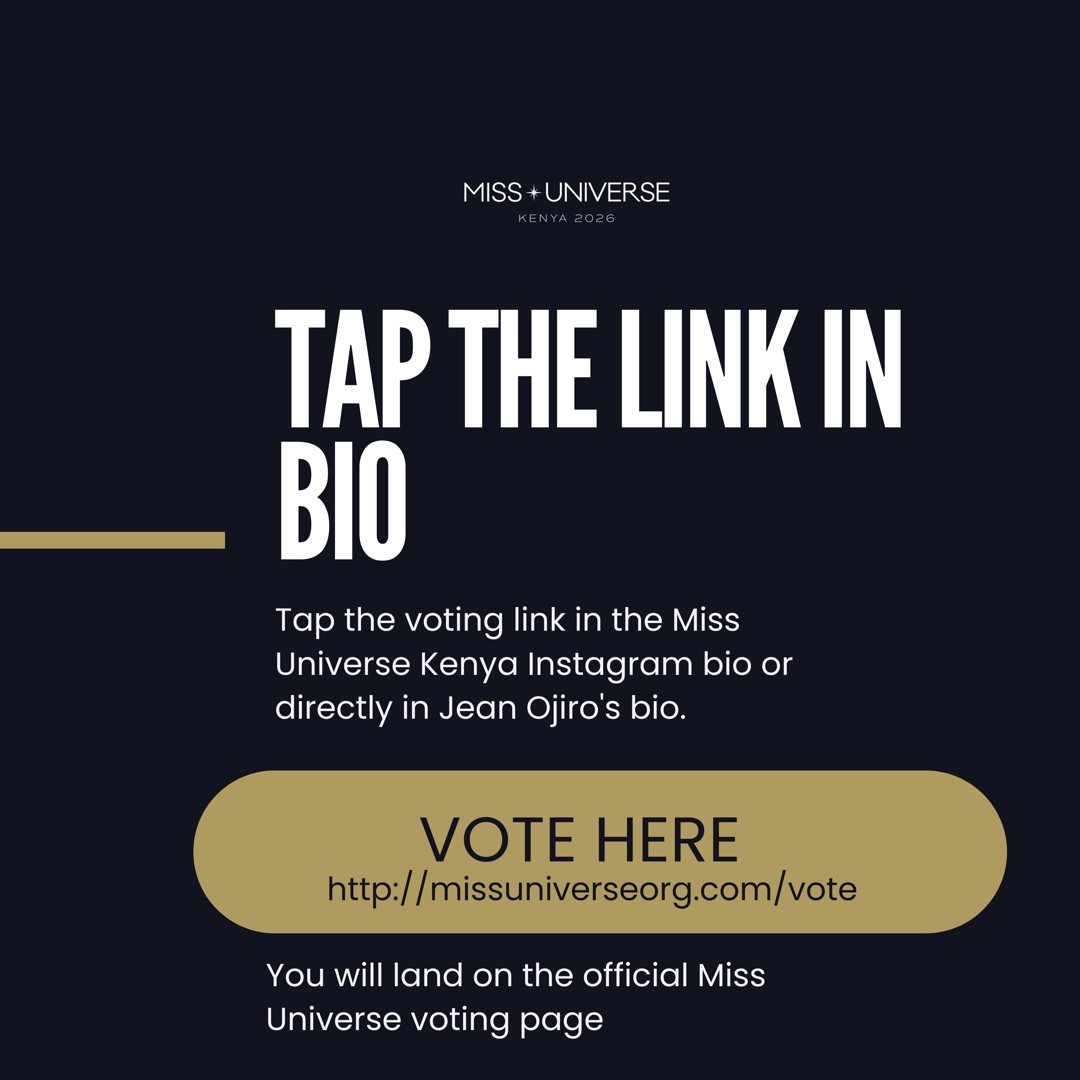 MISS UNIVERSE
KENYA 2026
TAP THE LINK IN
BIO
Tap the voting link in the Miss
Universe Kenya Instagram bio or
directly in Jean Ojiro's bio.
VOTE HERE
http://missuniverseorg.com/vote
You will land on the official Miss
Universe voting page